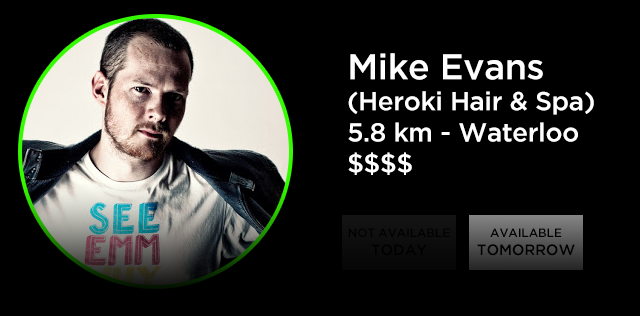 Mike Evans
(Heroki Hair & Spa)
5.8 km - Waterloo
$$$$
NOT AVAILABLE
TODAY
AVAILABLE
TOMORROW
SEE
EMM